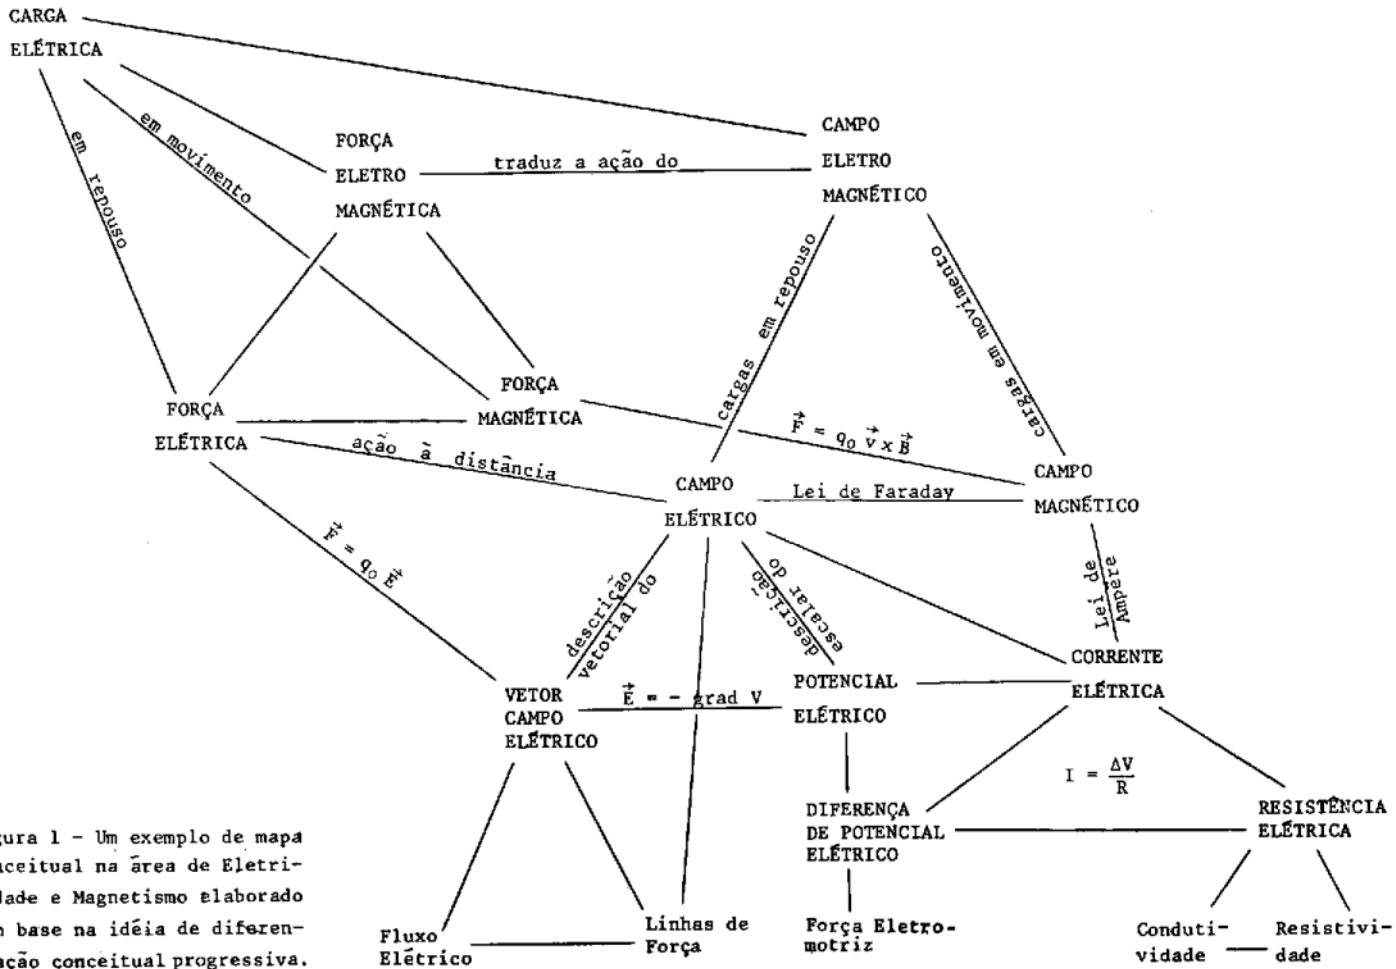 CARGA
ELÉTRICA
em repouso
em movimento
FORÇA
ELETRO
MAGNÉTICA
traduz a ação do
CAMPO
ELETRO
MAGNÉTICO
cargas em repouso
cargas em movimento
FORÇA
ELÉTRICA
FORÇA
MAGNÉTICA
ação à distância
F⃗ = q₀ v⃗ x B⃗
CAMPO
ELÉTRICO
Lei de Faraday
CAMPO
MAGNÉTICO
F⃗ = q₀ E⃗
descrição
vetorial do
descrição
escalar do
Lei de
Ampere
VETOR
CAMPO
ELÉTRICO
E⃗ = - grad V
POTENCIAL
ELÉTRICO
CORRENTE
ELÉTRICA
I = ΔV/R
DIFERENÇA
DE POTENCIAL
ELÉTRICO
RESISTÊNCIA
ELÉTRICA
Fluxo
Elétrico
Linhas de
Força
Força Eletro-
motriz
Conduti-
vidade
Resistivi-
dade
gura 1 - Um exemplo de mapa
nceitual na área de Eletri-
dade e Magnetismo elaborado
m base na idéia de diferen-
ação conceitual progressiva.